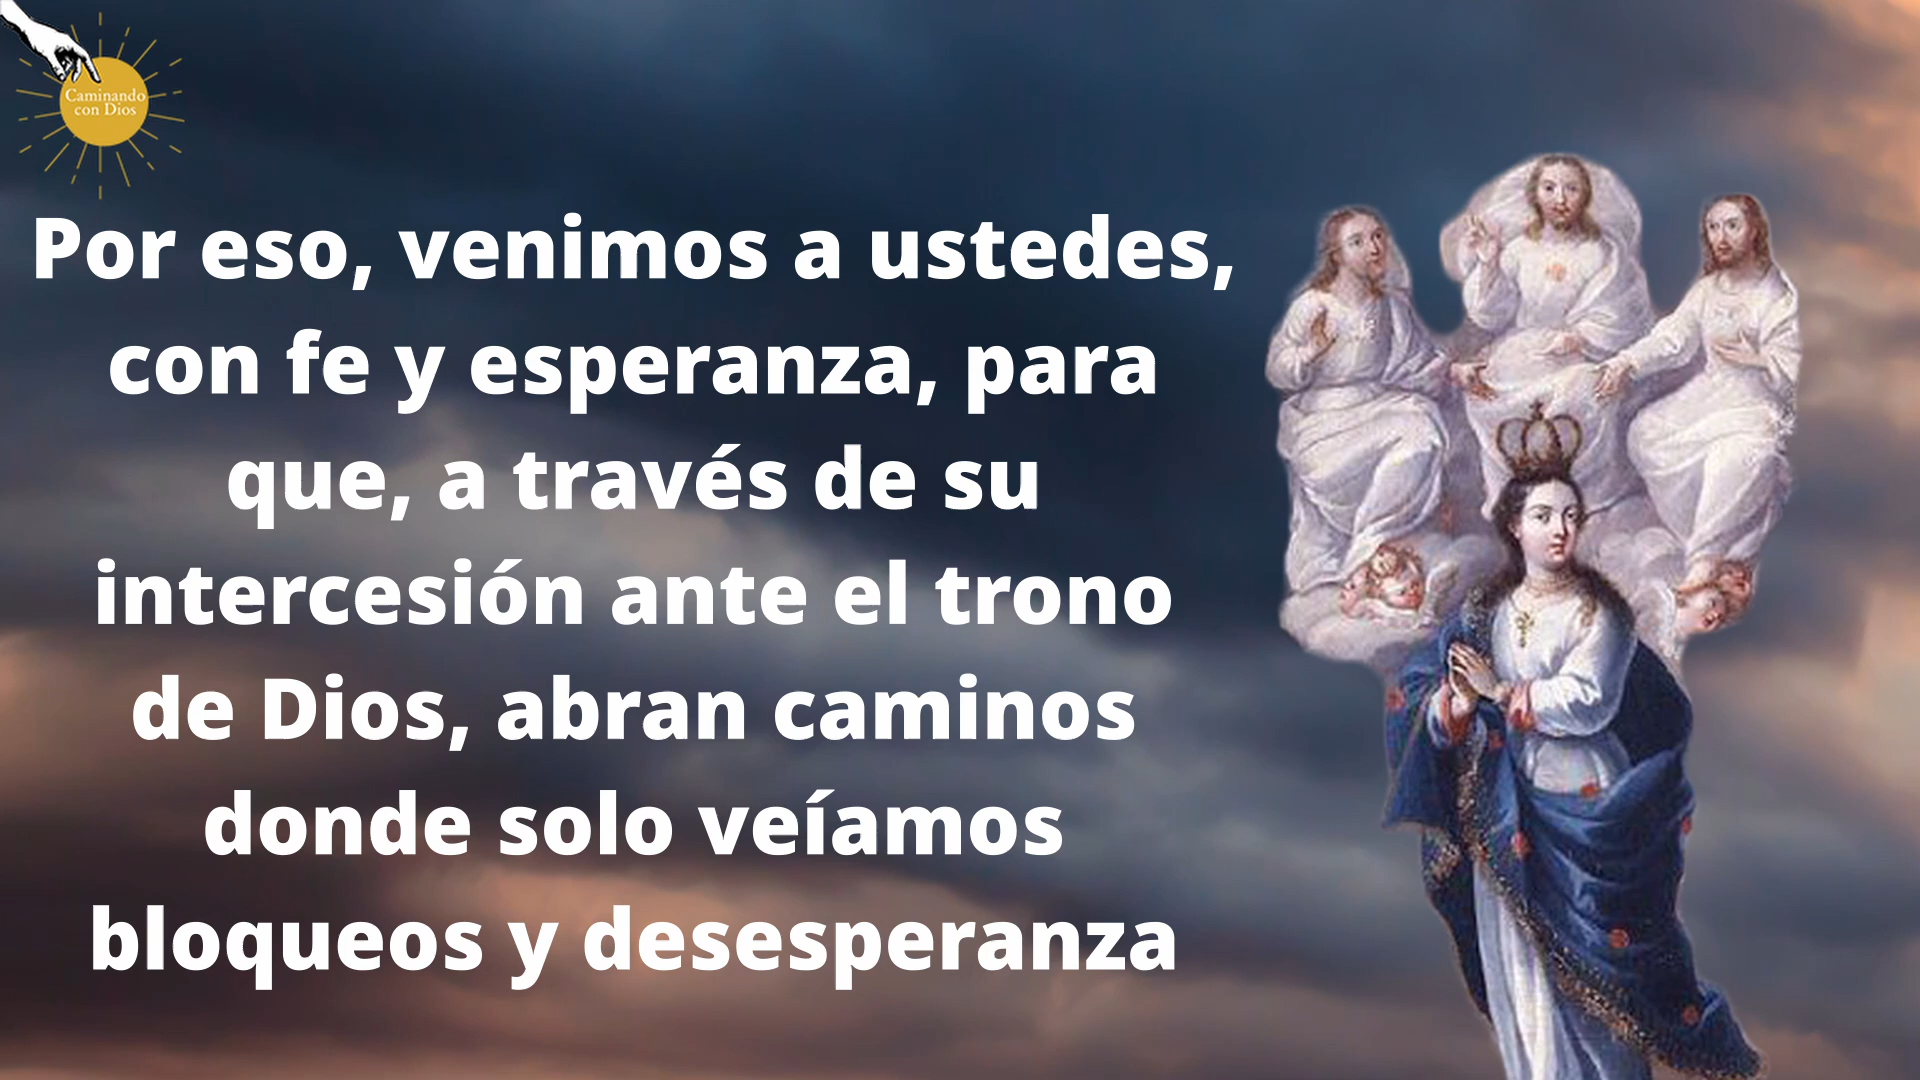 Caminando
con Dios
Por eso, venimos a ustedes,
con fe y esperanza, para
que, a través de su
intercesión ante el trono
de Dios, abran caminos
donde solo veíamos
bloqueos y desesperanza